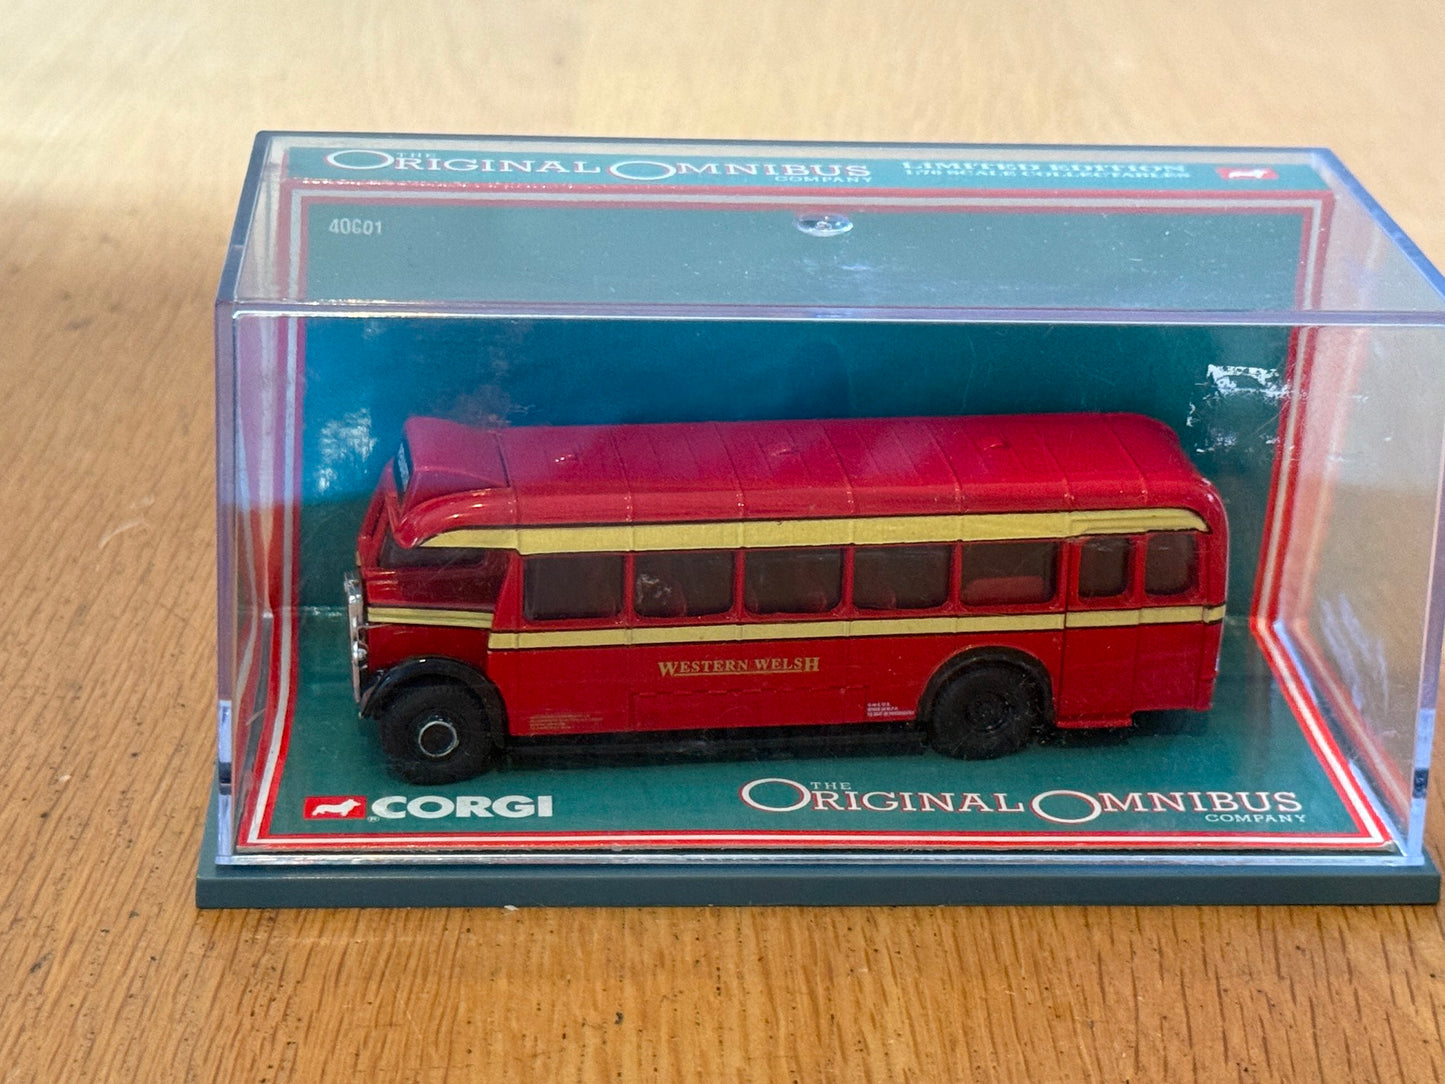 THE
ORIGINAL OMNIBUS
COMPANY
LIMITED EDITION
1:76 SCALE COLLECTABLES
40601
WESTERN WELSH
CORGI
®
THE
ORIGINAL OMNIBUS
COMPANY